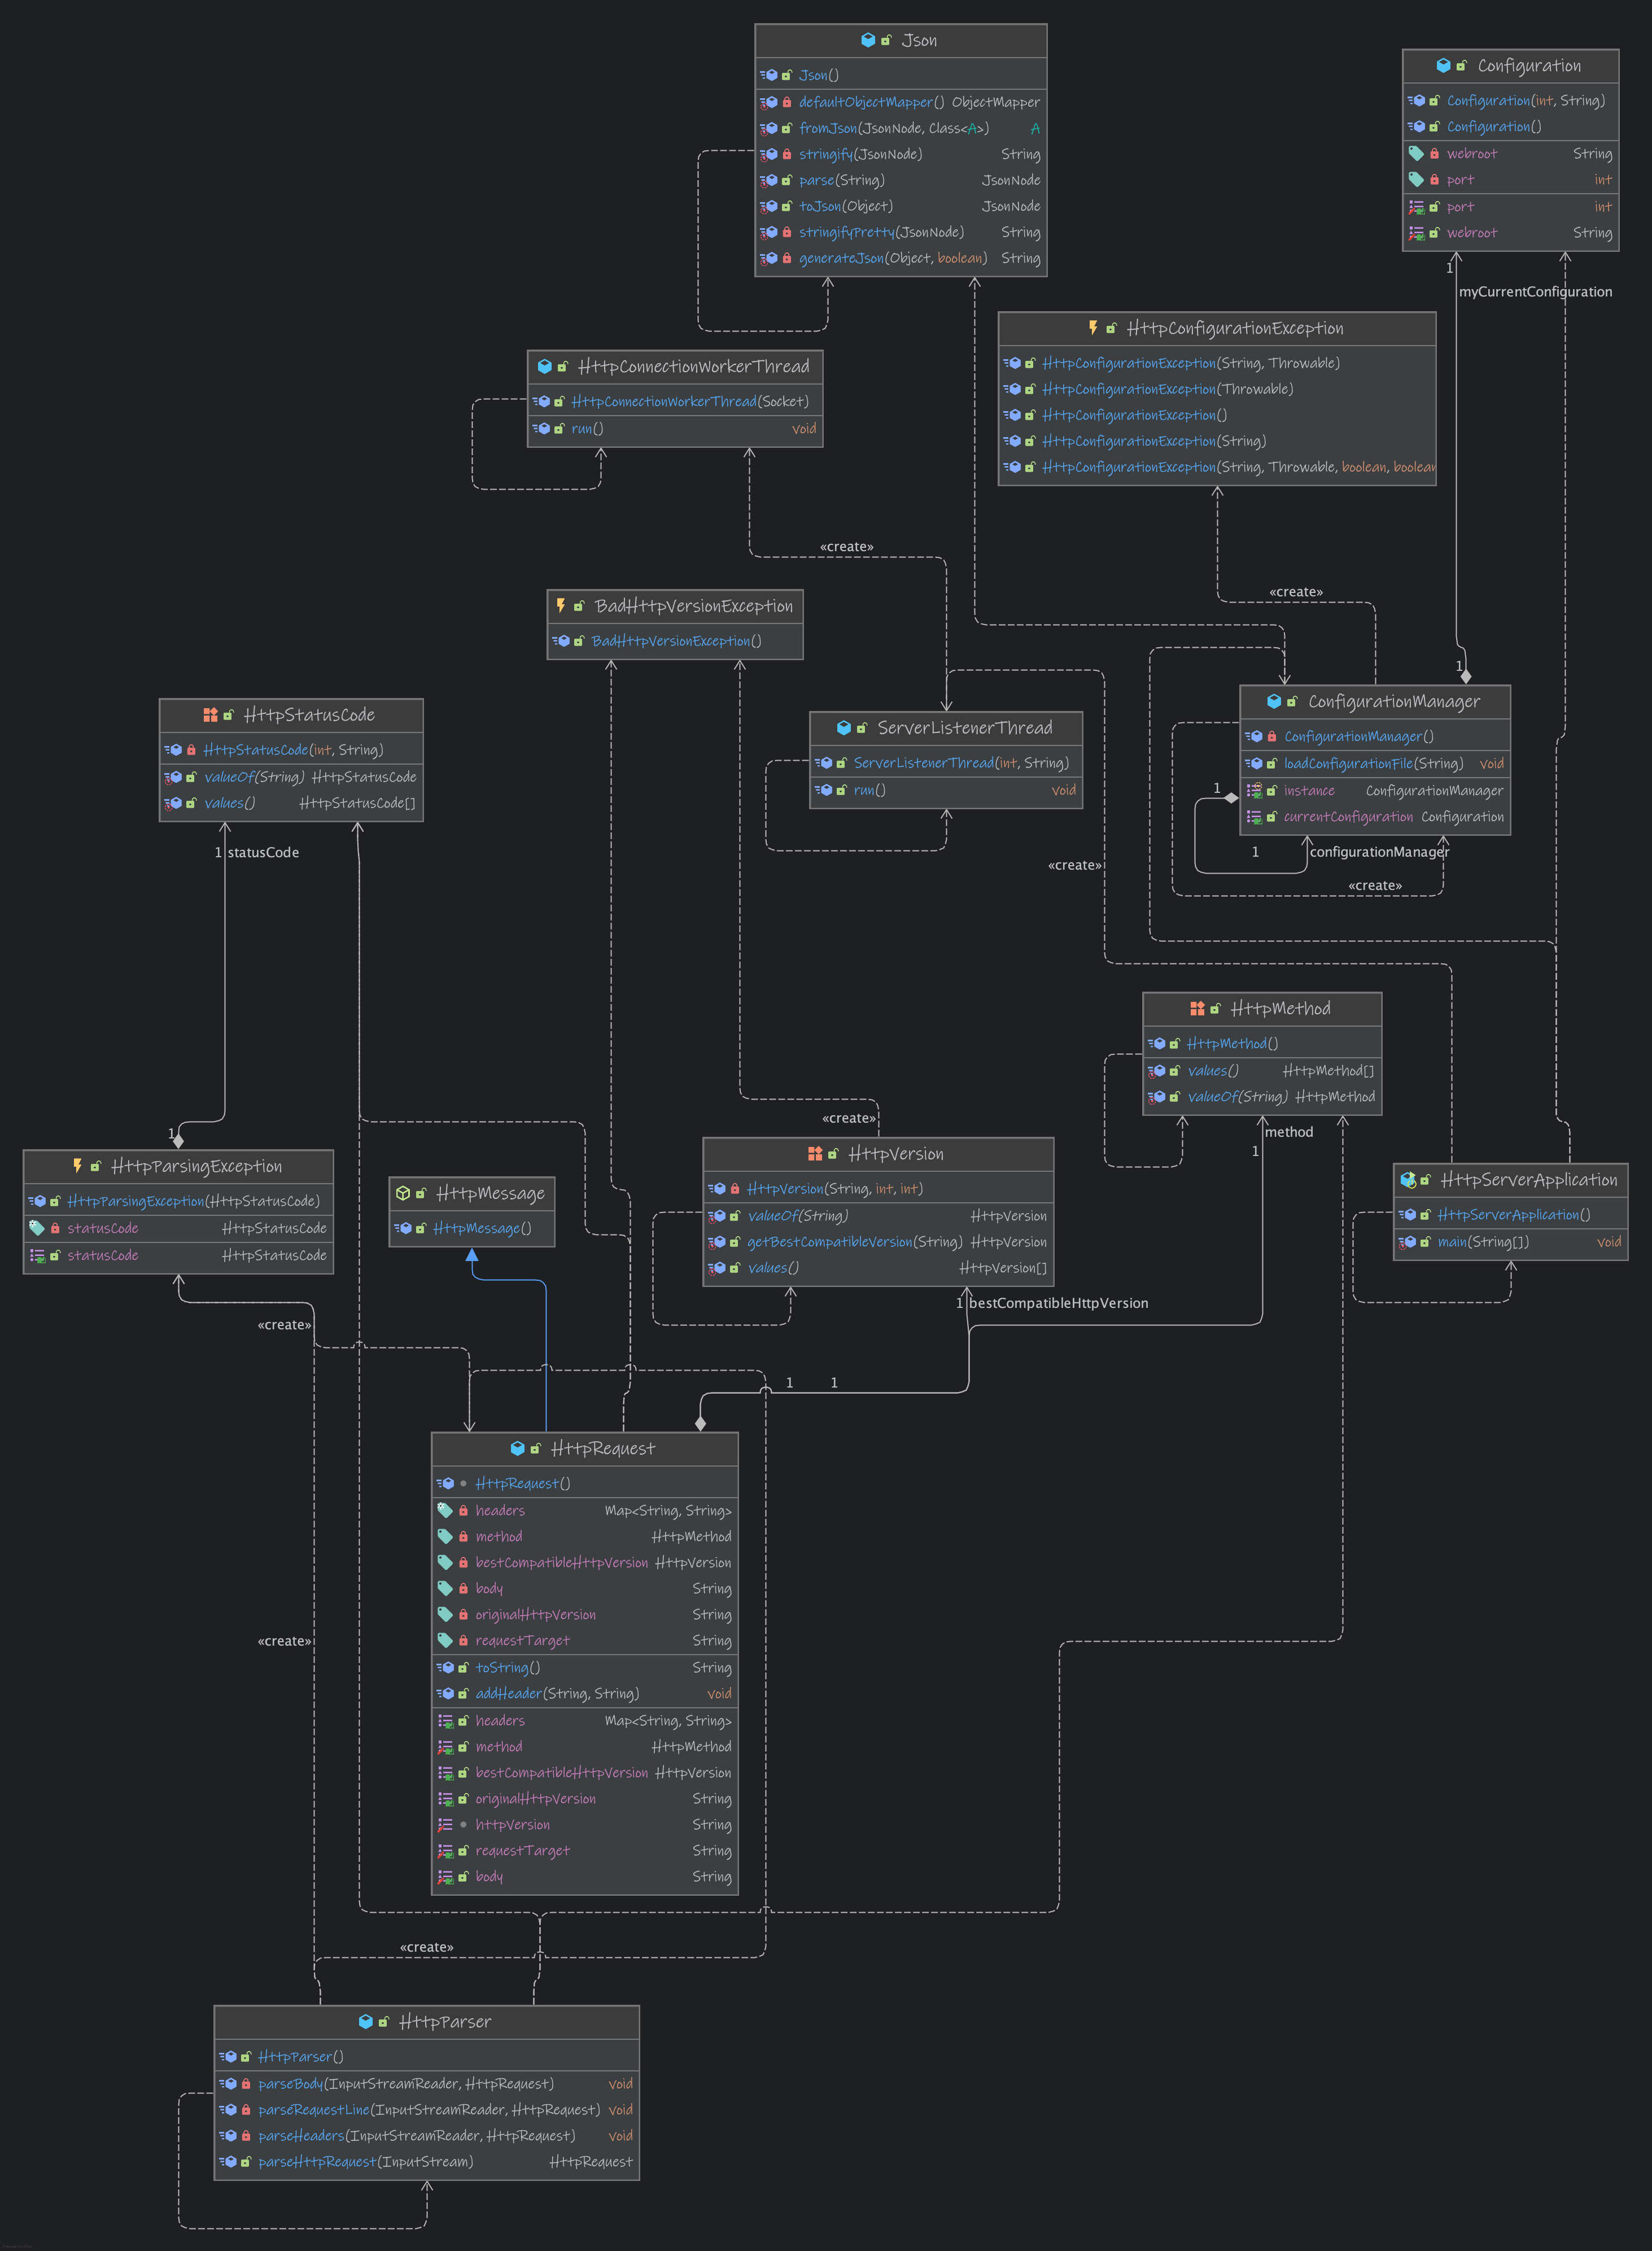 Json
Json()
defaultObjectMapper() ObjectMapper
fromJson(JsonNode, Class<A>) A
stringify(JsonNode) String
parse(String) JsonNode
toJson(Object) JsonNode
stringifyPretty(JsonNode) String
generateJson(Object, boolean) String
Configuration
Configuration(int, String)
Configuration()
webroot String
port int
port int
webroot String
1
myCurrentConfiguration
HttpConfigurationException
HttpConfigurationException(String, Throwable)
HttpConfigurationException(Throwable)
HttpConfigurationException()
HttpConfigurationException(String)
HttpConfigurationException(String, Throwable, boolean, boolean
HttpConnectionWorkerThread
HttpConnectionWorkerThread(Socket)
run() void
«create»
«create»
BadHttpVersionException
BadHttpVersionException()
1
HttpStatusCode
HttpStatusCode(int, String)
valueOf(String) HttpStatusCode
values() HttpStatusCode[]
1 statusCode
ServerListenerThread
ServerListenerThread(int, String)
run() void
ConfigurationManager
ConfigurationManager()
loadConfigurationFile(String) void
instance ConfigurationManager
currentConfiguration Configuration
1
1 configurationManager
«create»
«create»
HttpMethod
HttpMethod()
values() HttpMethod[]
valueOf(String) HttpMethod
method
1
«create»
1
HttpParsingException
HttpParsingException(HttpStatusCode)
statusCode HttpStatusCode
statusCode HttpStatusCode
HttpMessage
HttpMessage()
HttpVersion
HttpVersion(String, int, int)
valueOf(String) HttpVersion
getBestCompatibleVersion(String) HttpVersion
values() HttpVersion[]
1 bestCompatibleHttpVersion
HttpServerApplication
HttpServerApplication()
main(String[]) void
«create»
1 1
HttpRequest
HttpRequest()
headers Map<String, String>
method HttpMethod
bestCompatibleHttpVersion HttpVersion
body String
originalHttpVersion String
requestTarget String
toString() String
addHeader(String, String) void
headers Map<String, String>
method HttpMethod
bestCompatibleHttpVersion HttpVersion
originalHttpVersion String
httpVersion String
requestTarget String
body String
«create»
«create»
HttpParser
HttpParser()
parseBody(InputStreamReader, HttpRequest) void
parseRequestLine(InputStreamReader, HttpRequest) void
parseHeaders(InputStreamReader, HttpRequest) void
parseHttpRequest(InputStream) HttpRequest